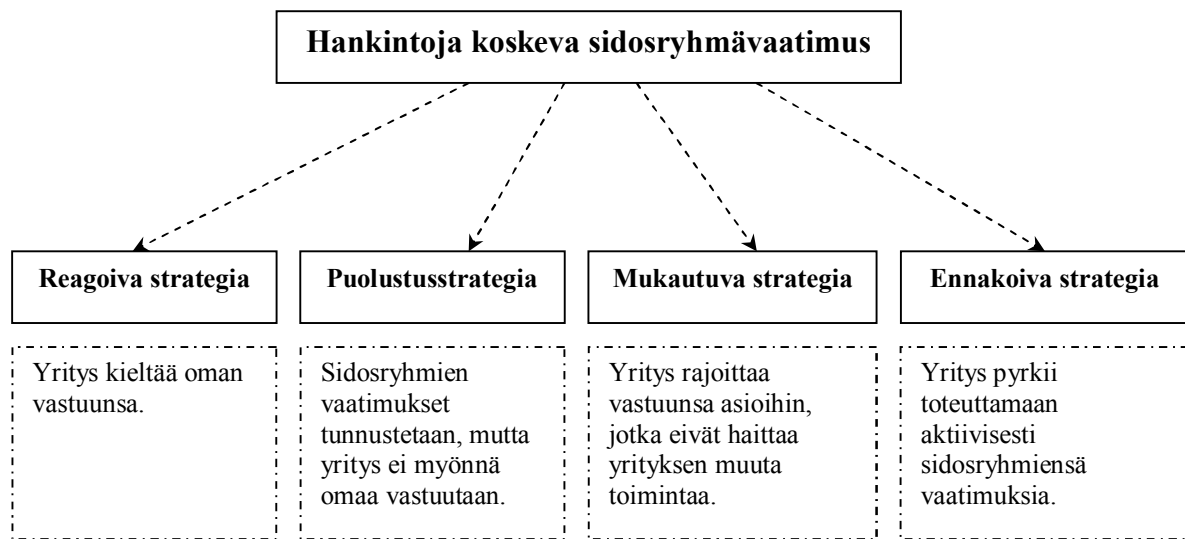 Hankintoja koskeva sidosryhmävaatimus
Reagoiva strategia
Puolustusstrategia
Mukautuva strategia
Ennakoiva strategia
Yritys kieltää oman
vastuunsa.
Sidosryhmien
vaatimukset
tunnustetaan, mutta
yritys ei myönnä
omaa vastuutaan.
Yritys rajoittaa
vastuunsa asioihin,
jotka eivät haittaa
yrityksen muuta
toimintaa.
Yritys pyrkii
toteuttamaan
aktiivisesti
sidosryhmiensä
vaatimuksia.